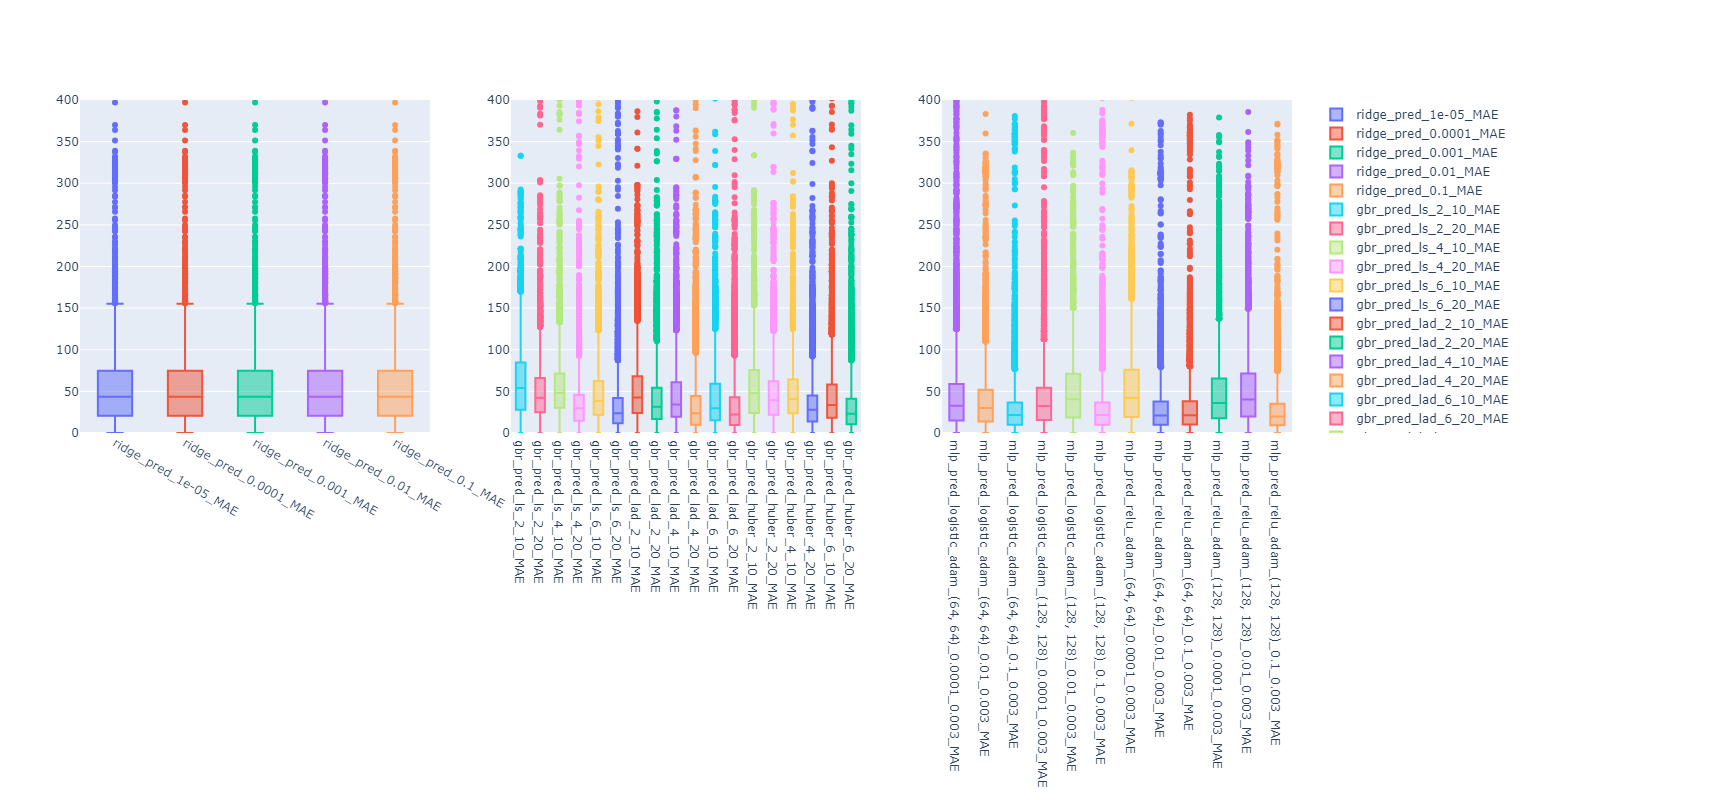 400
350
300
250
200
150
100
50
0
ridge_pred_1e-05_MAE
ridge_pred_0.0001_MAE
ridge_pred_0.001_MAE
ridge_pred_0.01_MAE
ridge_pred_0.1_MAE
400
350
300
250
200
150
100
50
0
gbr_pred_ls_2_10_MAE
gbr_pred_ls_2_20_MAE
gbr_pred_ls_4_10_MAE
gbr_pred_ls_4_20_MAE
gbr_pred_ls_6_10_MAE
gbr_pred_ls_6_20_MAE
gbr_pred_lad_2_10_MAE
gbr_pred_lad_2_20_MAE
gbr_pred_lad_4_10_MAE
gbr_pred_lad_4_20_MAE
gbr_pred_lad_6_10_MAE
gbr_pred_lad_6_20_MAE
gbr_pred_huber_2_10_MAE
gbr_pred_huber_2_20_MAE
gbr_pred_huber_4_10_MAE
gbr_pred_huber_4_20_MAE
gbr_pred_huber_6_10_MAE
gbr_pred_huber_6_20_MAE
400
350
300
250
200
150
100
50
0
mlp_pred_logistic_adam_(64, 64)_0.0001_0.003_MAE
mlp_pred_logistic_adam_(64, 64)_0.01_0.003_MAE
mlp_pred_logistic_adam_(64, 64)_0.1_0.003_MAE
mlp_pred_logistic_adam_(128, 128)_0.0001_0.003_MAE
mlp_pred_logistic_adam_(128, 128)_0.01_0.003_MAE
mlp_pred_logistic_adam_(128, 128)_0.1_0.003_MAE
mlp_pred_relu_adam_(64, 64)_0.0001_0.003_MAE
mlp_pred_relu_adam_(64, 64)_0.01_0.003_MAE
mlp_pred_relu_adam_(64, 64)_0.1_0.003_MAE
mlp_pred_relu_adam_(128, 128)_0.0001_0.003_MAE
mlp_pred_relu_adam_(128, 128)_0.01_0.003_MAE
mlp_pred_relu_adam_(128, 128)_0.1_0.003_MAE
ridge_pred_1e-05_MAE
ridge_pred_0.0001_MAE
ridge_pred_0.001_MAE
ridge_pred_0.01_MAE
ridge_pred_0.1_MAE
gbr_pred_ls_2_10_MAE
gbr_pred_ls_2_20_MAE
gbr_pred_ls_4_10_MAE
gbr_pred_ls_4_20_MAE
gbr_pred_ls_6_10_MAE
gbr_pred_ls_6_20_MAE
gbr_pred_lad_2_10_MAE
gbr_pred_lad_2_20_MAE
gbr_pred_lad_4_10_MAE
gbr_pred_lad_4_20_MAE
gbr_pred_lad_6_10_MAE
gbr_pred_lad_6_20_MAE